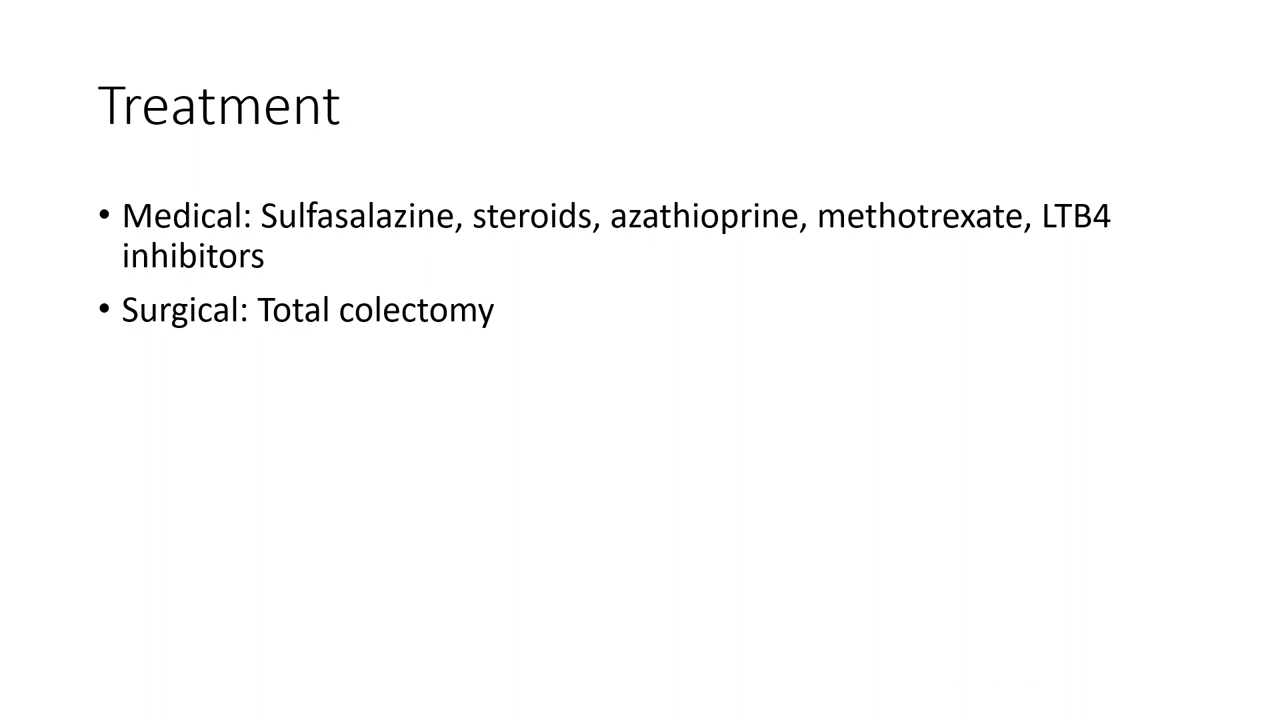 Treatment
• Medical: Sulfasalazine, steroids, azathioprine, methotrexate, LTB4
inhibitors
• Surgical: Total colectomy